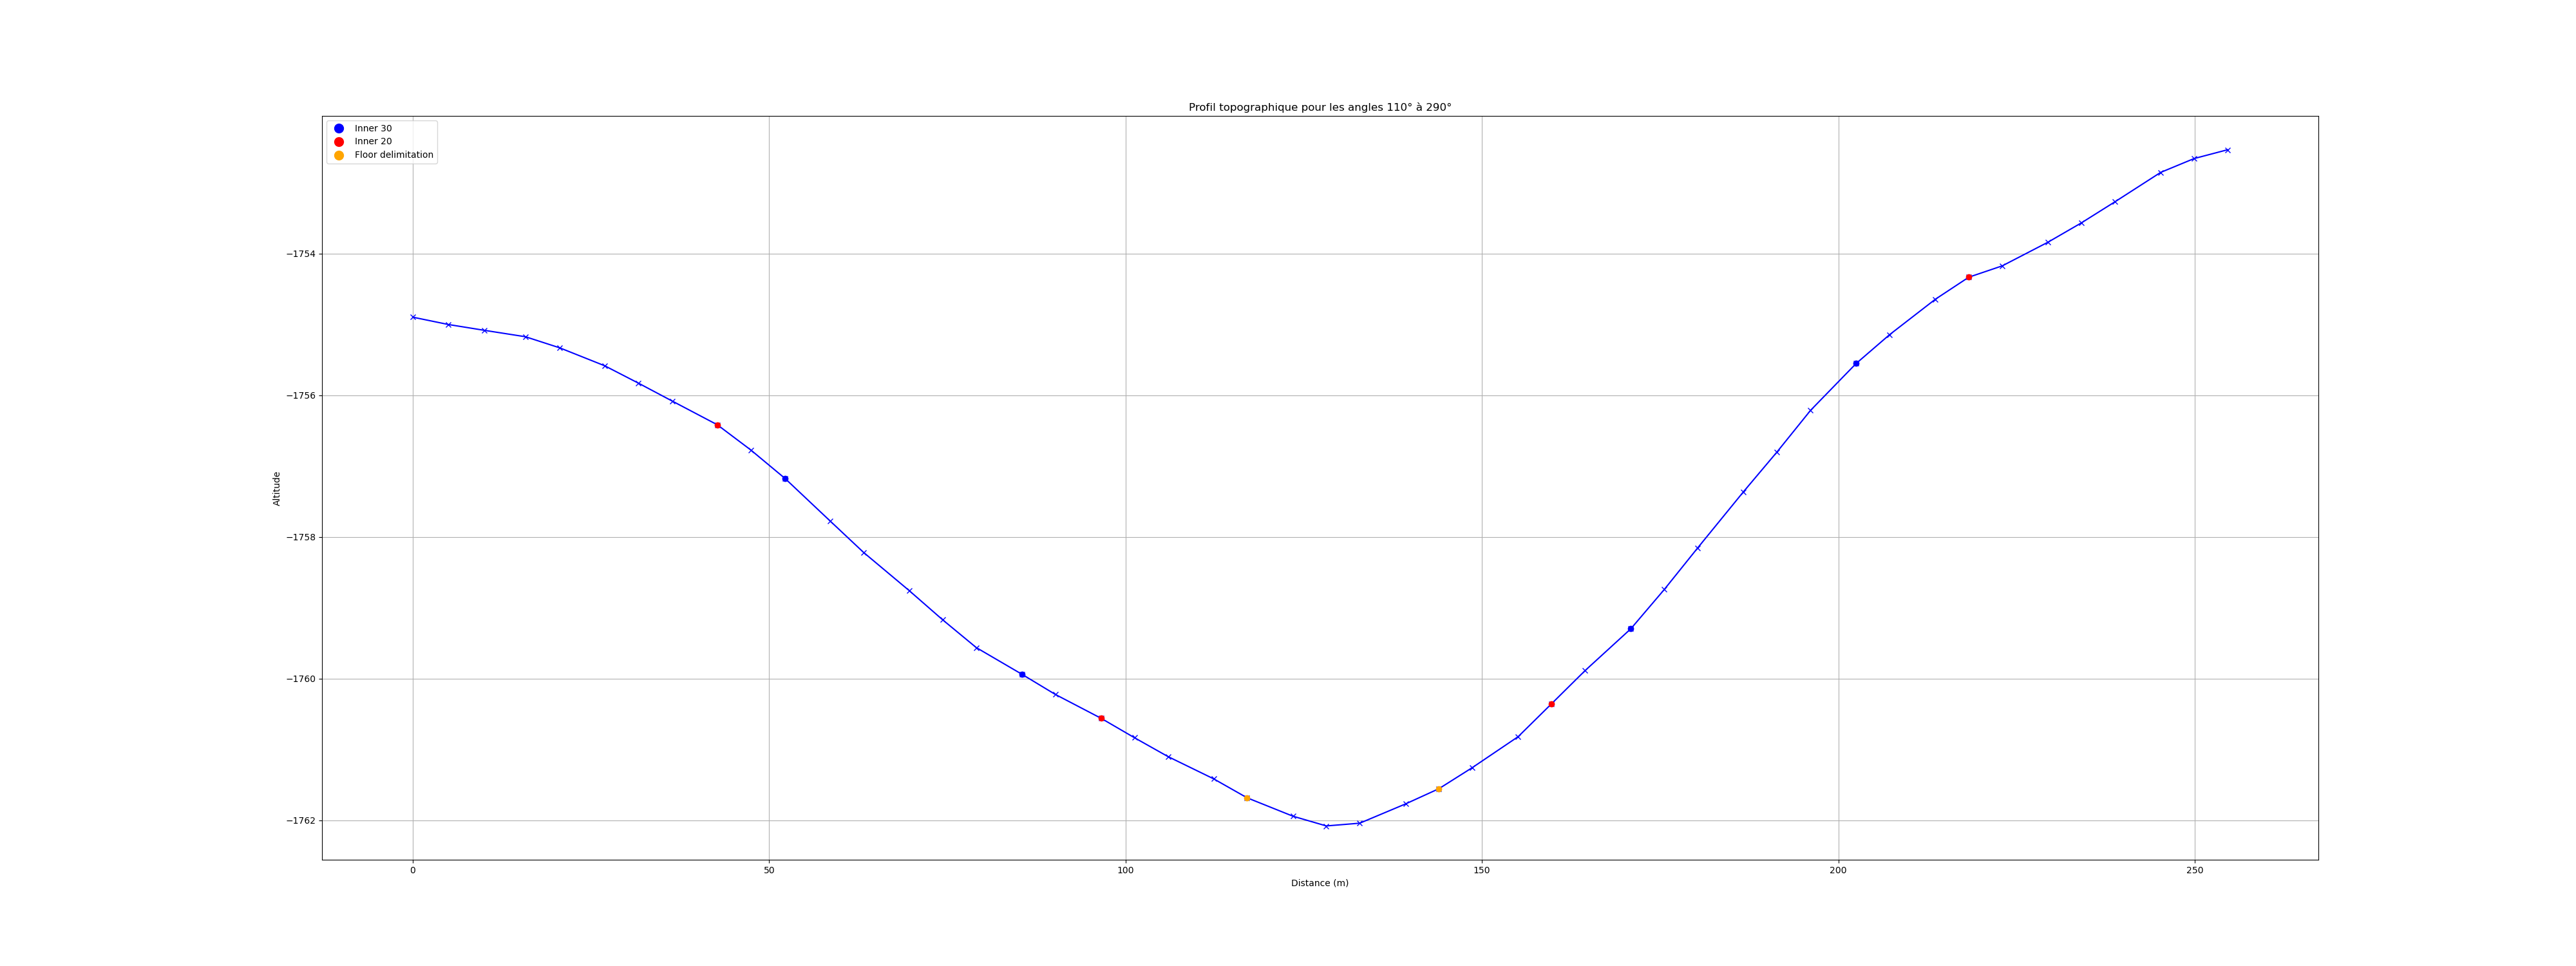 Profil topographique pour les angles 110° à 290°
Inner 30
Inner 20
Floor delimitation
−1754
−1756
−1758
−1760
−1762
Altitude
0 50 100 150 200 250
Distance (m)